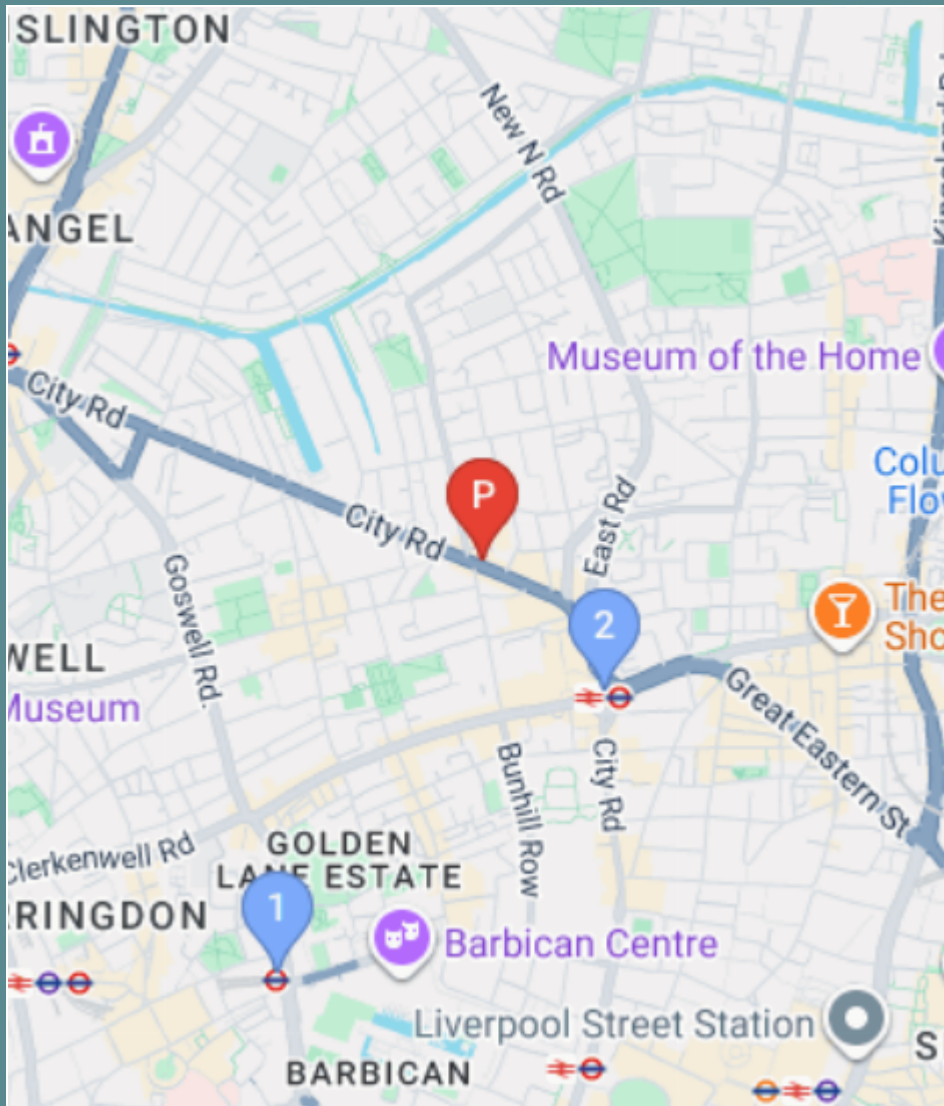 SLINGTON
New N Rd
ANGEL
Museum of the Home
City Rd
Colu
Flow
P
City Rd
East Rd
Goswell Rd.
The
Sho
2
WELL
Museum
Great Eastern St
City Rd
Bunhill Row
Clerkenwell Rd
GOLDEN
LANE ESTATE
1
RRINGDON
Barbican Centre
Liverpool Street Station
S
BARBICAN